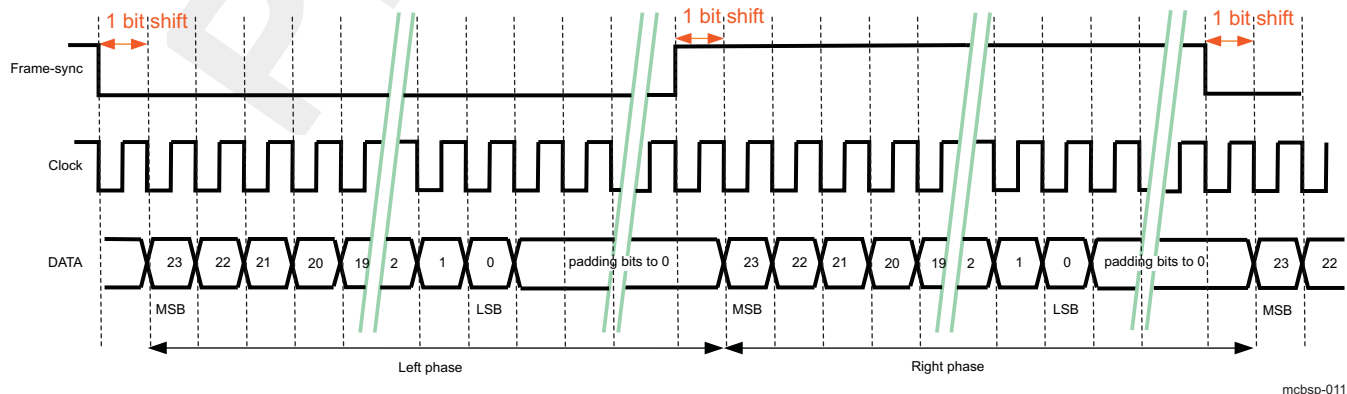 1 bit shift 1 bit shift 1 bit shift
Frame-sync
Clock
DATA 23 22 21 20 19 2 1 0 padding bits to 0 23 22 21 20 19 2 1 0 padding bits to 0 23 22
MSB LSB MSB LSB MSB
Left phase Right phase
mcbsp-011